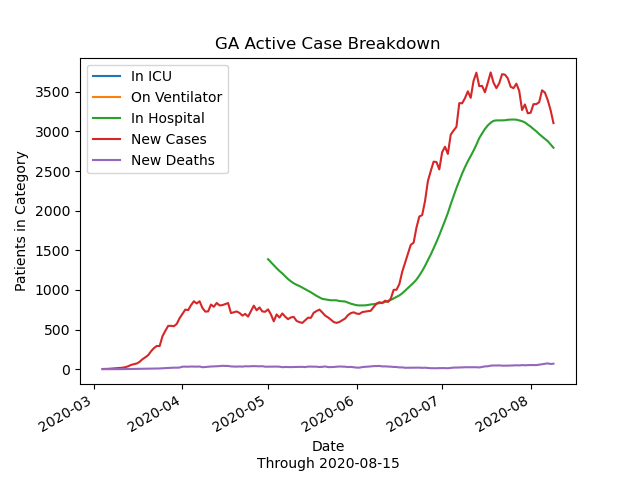 GA Active Case Breakdown
In ICU
On Ventilator
In Hospital
New Cases
New Deaths
Patients in Category
3500
3000
2500
2000
1500
1000
500
0
2020-03
2020-04
2020-05
2020-06
2020-07
2020-08
Date
Through 2020-08-15